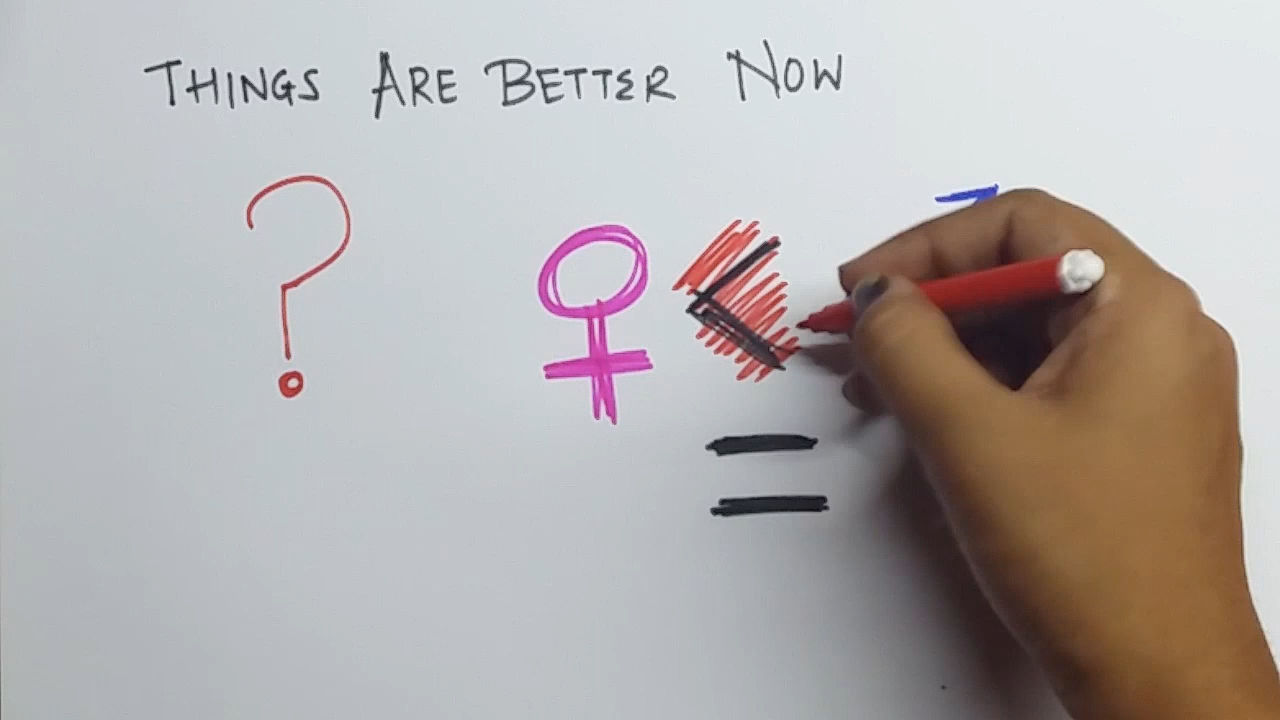 THINGS ARE BETTER NOW
?
♀ <
=